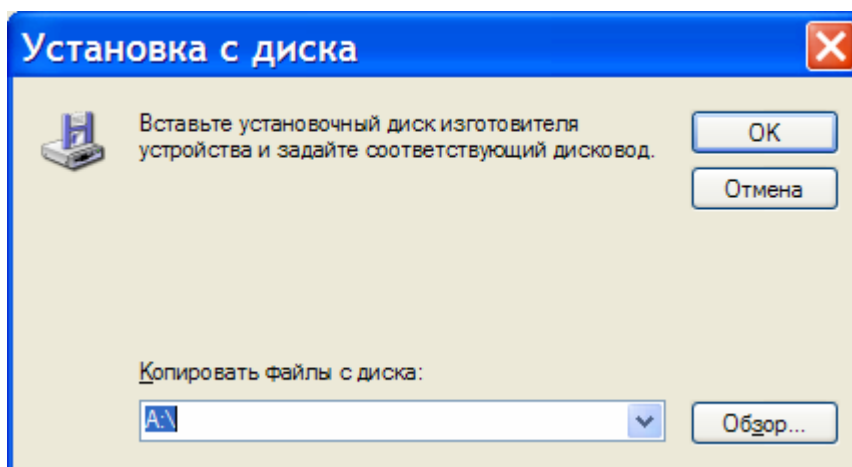 Установка с диска
Вставьте установочный диск изготовителя
устройства и задайте соответствующий дисковод.
OK
Отмена
Копировать файлы с диска:
A:\
Обзор...